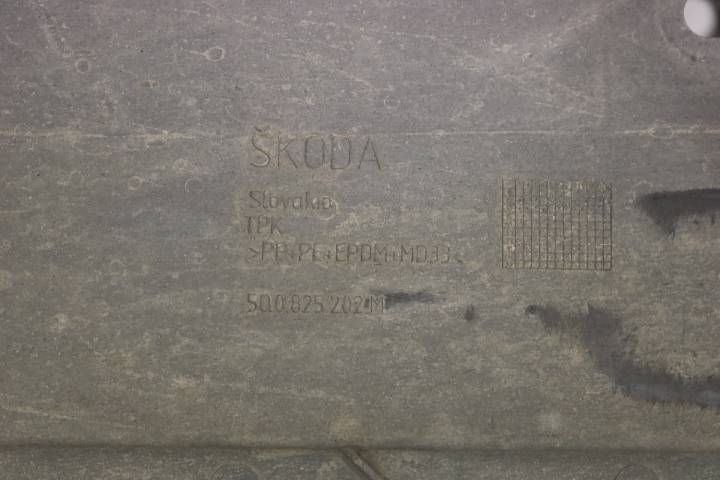 ŠKODA
Slovakia
TPK
>PP+PE+EPDM+MD33<
5Q0.825.202.M